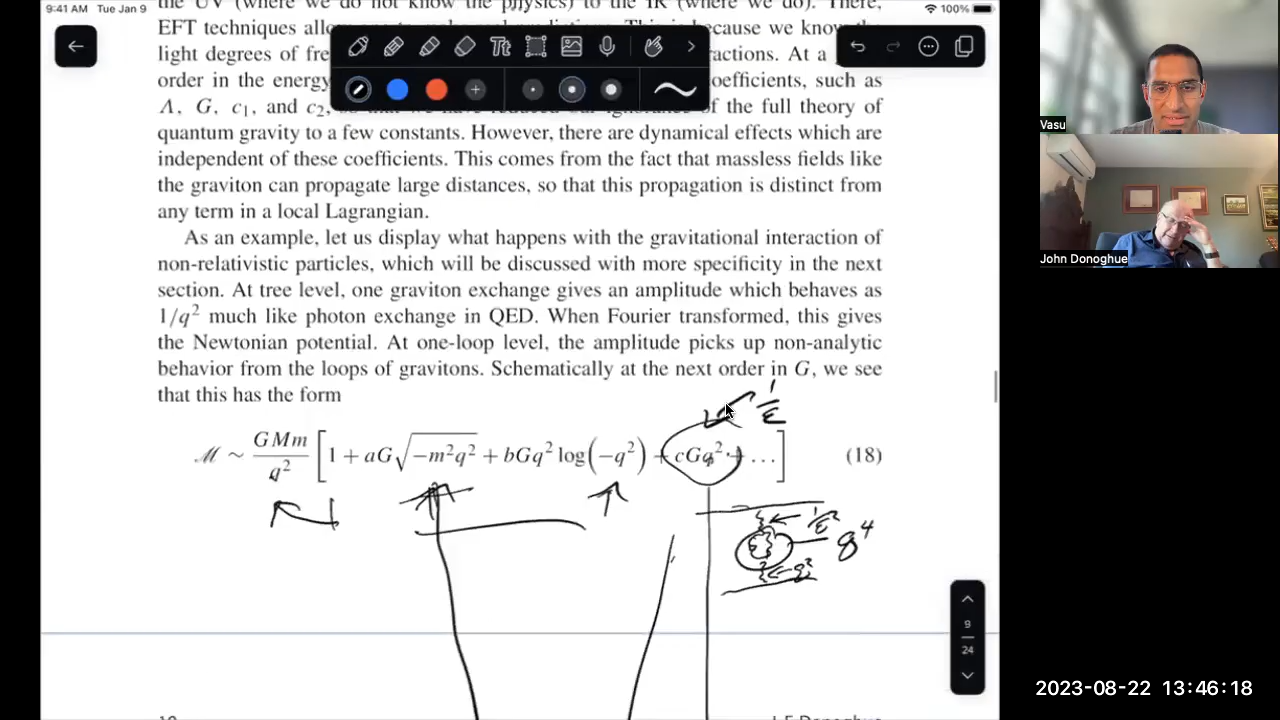 9:41 AM Tue Jan 9
100%
the UV (where we do not know the physics) to the IR (where we do). There,
EFT techniques allo
This is because we know
light degrees of fre
actions. At a
order in the energy
coefficients, such as
Λ, G, c₁, and c₂,
of the full theory of
quantum gravity to a few constants. However, there are dynamical effects which are
independent of these coefficients. This comes from the fact that massless fields like
the graviton can propagate large distances, so that this propagation is distinct from
any term in a local Lagrangian.
As an example, let us display what happens with the gravitational interaction of
non-relativistic particles, which will be discussed with more specificity in the next
section. At tree level, one graviton exchange gives an amplitude which behaves as
1/q² much like photon exchange in QED. When Fourier transformed, this gives
the Newtonian potential. At one-loop level, the amplitude picks up non-analytic
behavior from the loops of gravitons. Schematically at the next order in G, we see
that this has the form
1/ε
ℳ ∼ GMm/q² [1 + aG√(−m²q²) + bGq² log(−q²) + cGq² + …] (18)
q⁴
9
24
J F Donoghue
Tt
Vasu
John Donoghue
2023-08-22 13:46:18